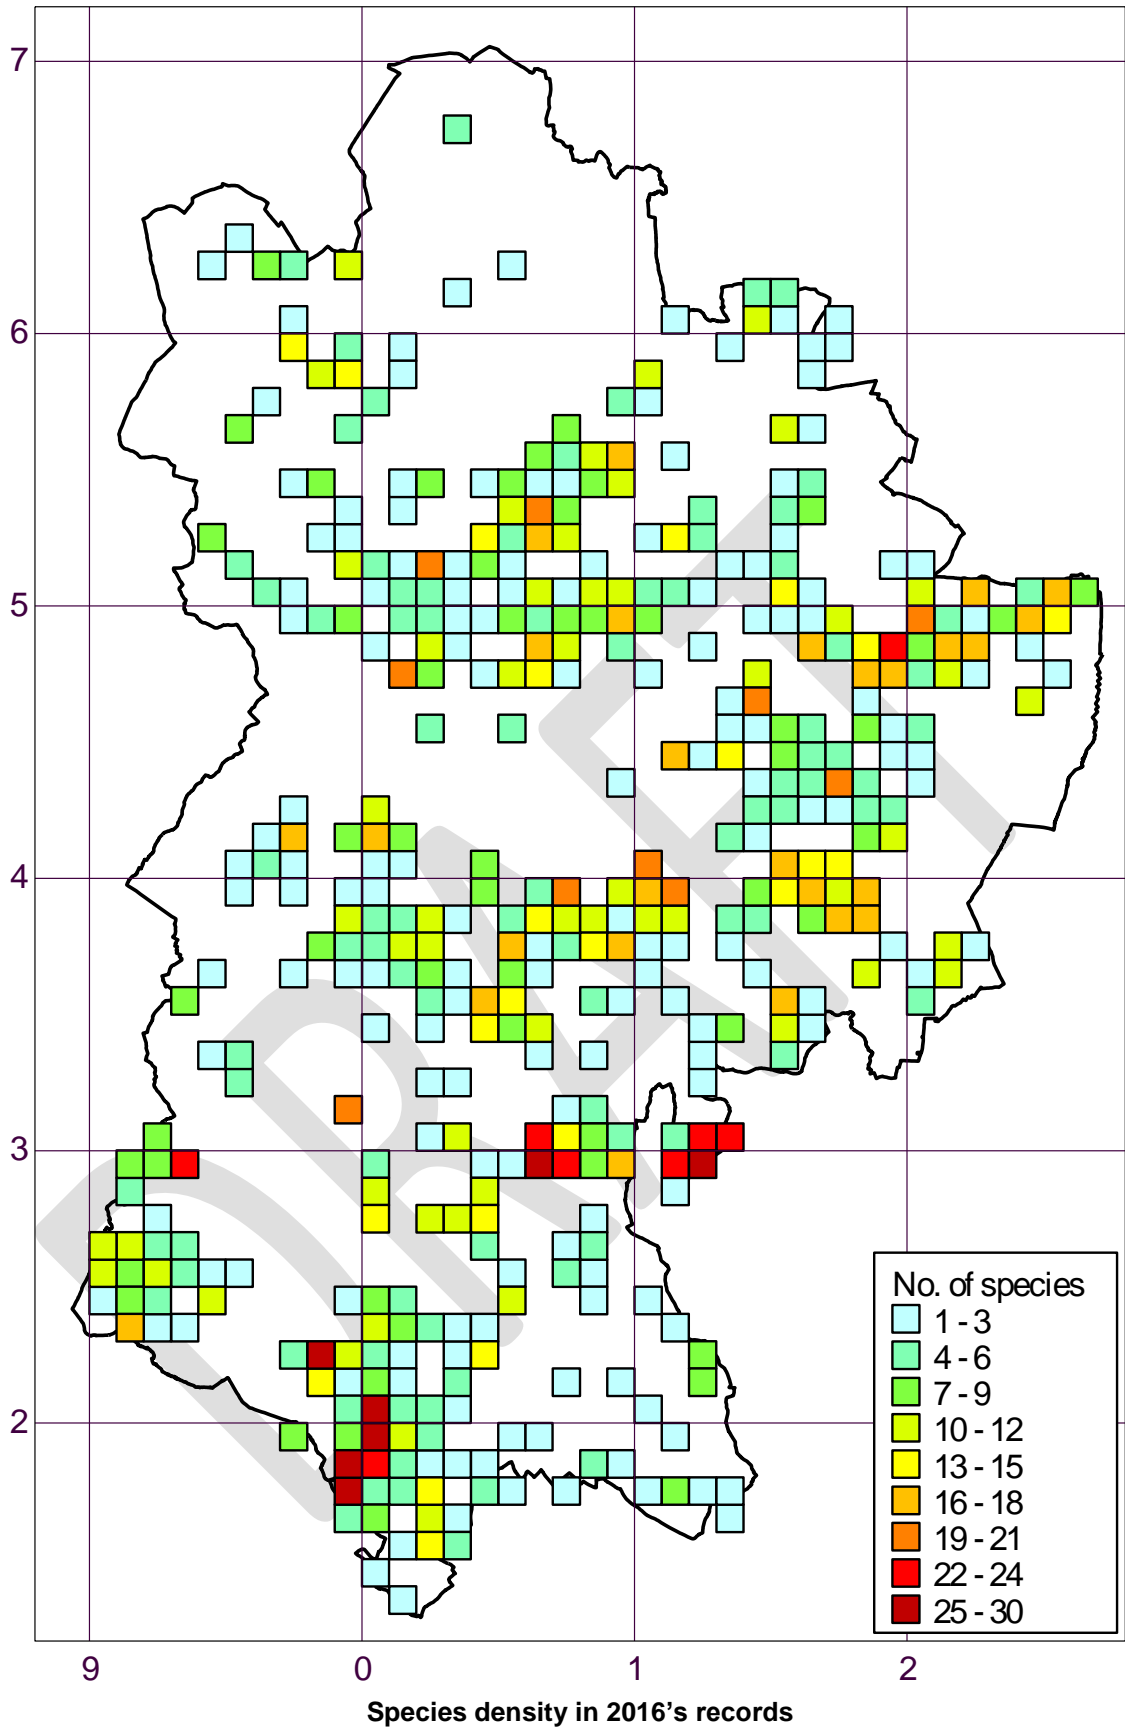 7
6
5
4
3
2
9 0 1 2
DRAFT
No. of species
1 - 3
4 - 6
7 - 9
10 - 12
13 - 15
16 - 18
19 - 21
22 - 24
25 - 30
Species density in 2016's records